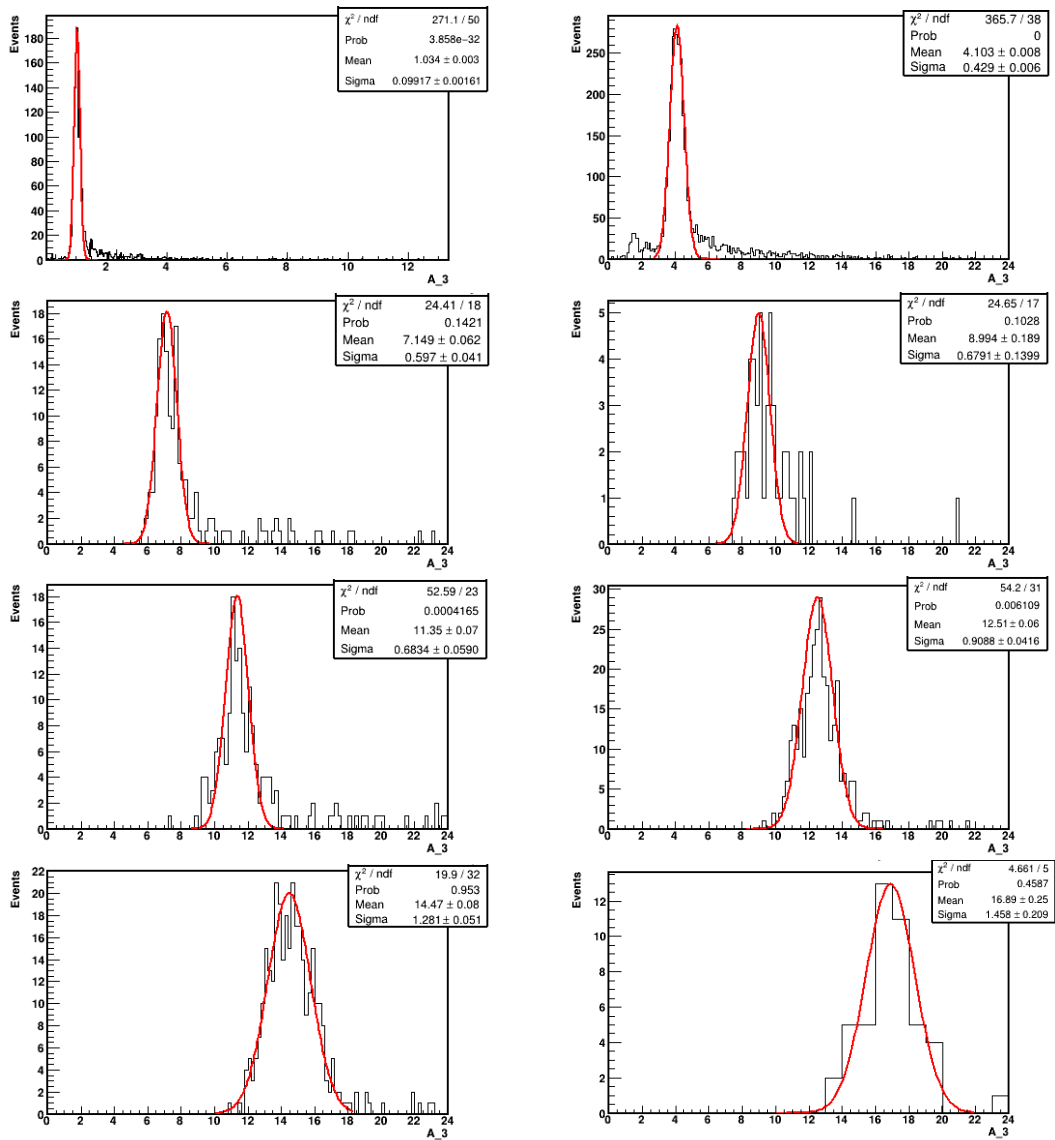 Events
χ² / ndf 271.1 / 50
Prob 3.858e−32
Mean 1.034 ± 0.003
Sigma 0.09917 ± 0.00161
180
160
140
120
100
80
60
40
20
0
2 4 6 8 10 12
A_3
Events
χ² / ndf 365.7 / 38
Prob 0
Mean 4.103 ± 0.008
Sigma 0.429 ± 0.006
250
200
150
100
50
0
0 2 4 6 8 10 12 14 16 18 20 22 24
A_3
Events
χ² / ndf 24.41 / 18
Prob 0.1421
Mean 7.149 ± 0.062
Sigma 0.597 ± 0.041
18
16
14
12
10
8
6
4
2
0
0 2 4 6 8 10 12 14 16 18 20 22 24
A_3
Events
χ² / ndf 24.65 / 17
Prob 0.1028
Mean 8.994 ± 0.189
Sigma 0.6791 ± 0.1399
5
4
3
2
1
0
0 2 4 6 8 10 12 14 16 18 20 22 24
A_3
Events
χ² / ndf 52.59 / 23
Prob 0.0004165
Mean 11.35 ± 0.07
Sigma 0.6834 ± 0.0590
18
16
14
12
10
8
6
4
2
0
0 2 4 6 8 10 12 14 16 18 20 22 24
A_3
Events
χ² / ndf 54.2 / 31
Prob 0.006109
Mean 12.51 ± 0.06
Sigma 0.9088 ± 0.0416
30
25
20
15
10
5
0
0 2 4 6 8 10 12 14 16 18 20 22 24
A_3
Events
χ² / ndf 19.9 / 32
Prob 0.953
Mean 14.47 ± 0.08
Sigma 1.281 ± 0.051
22
20
18
16
14
12
10
8
6
4
2
0
0 2 4 6 8 10 12 14 16 18 20 22 24
A_3
Events
χ² / ndf 4.661 / 5
Prob 0.4587
Mean 16.89 ± 0.25
Sigma 1.458 ± 0.209
12
10
8
6
4
2
0
0 2 4 6 8 10 12 14 16 18 20 22 24
A_3